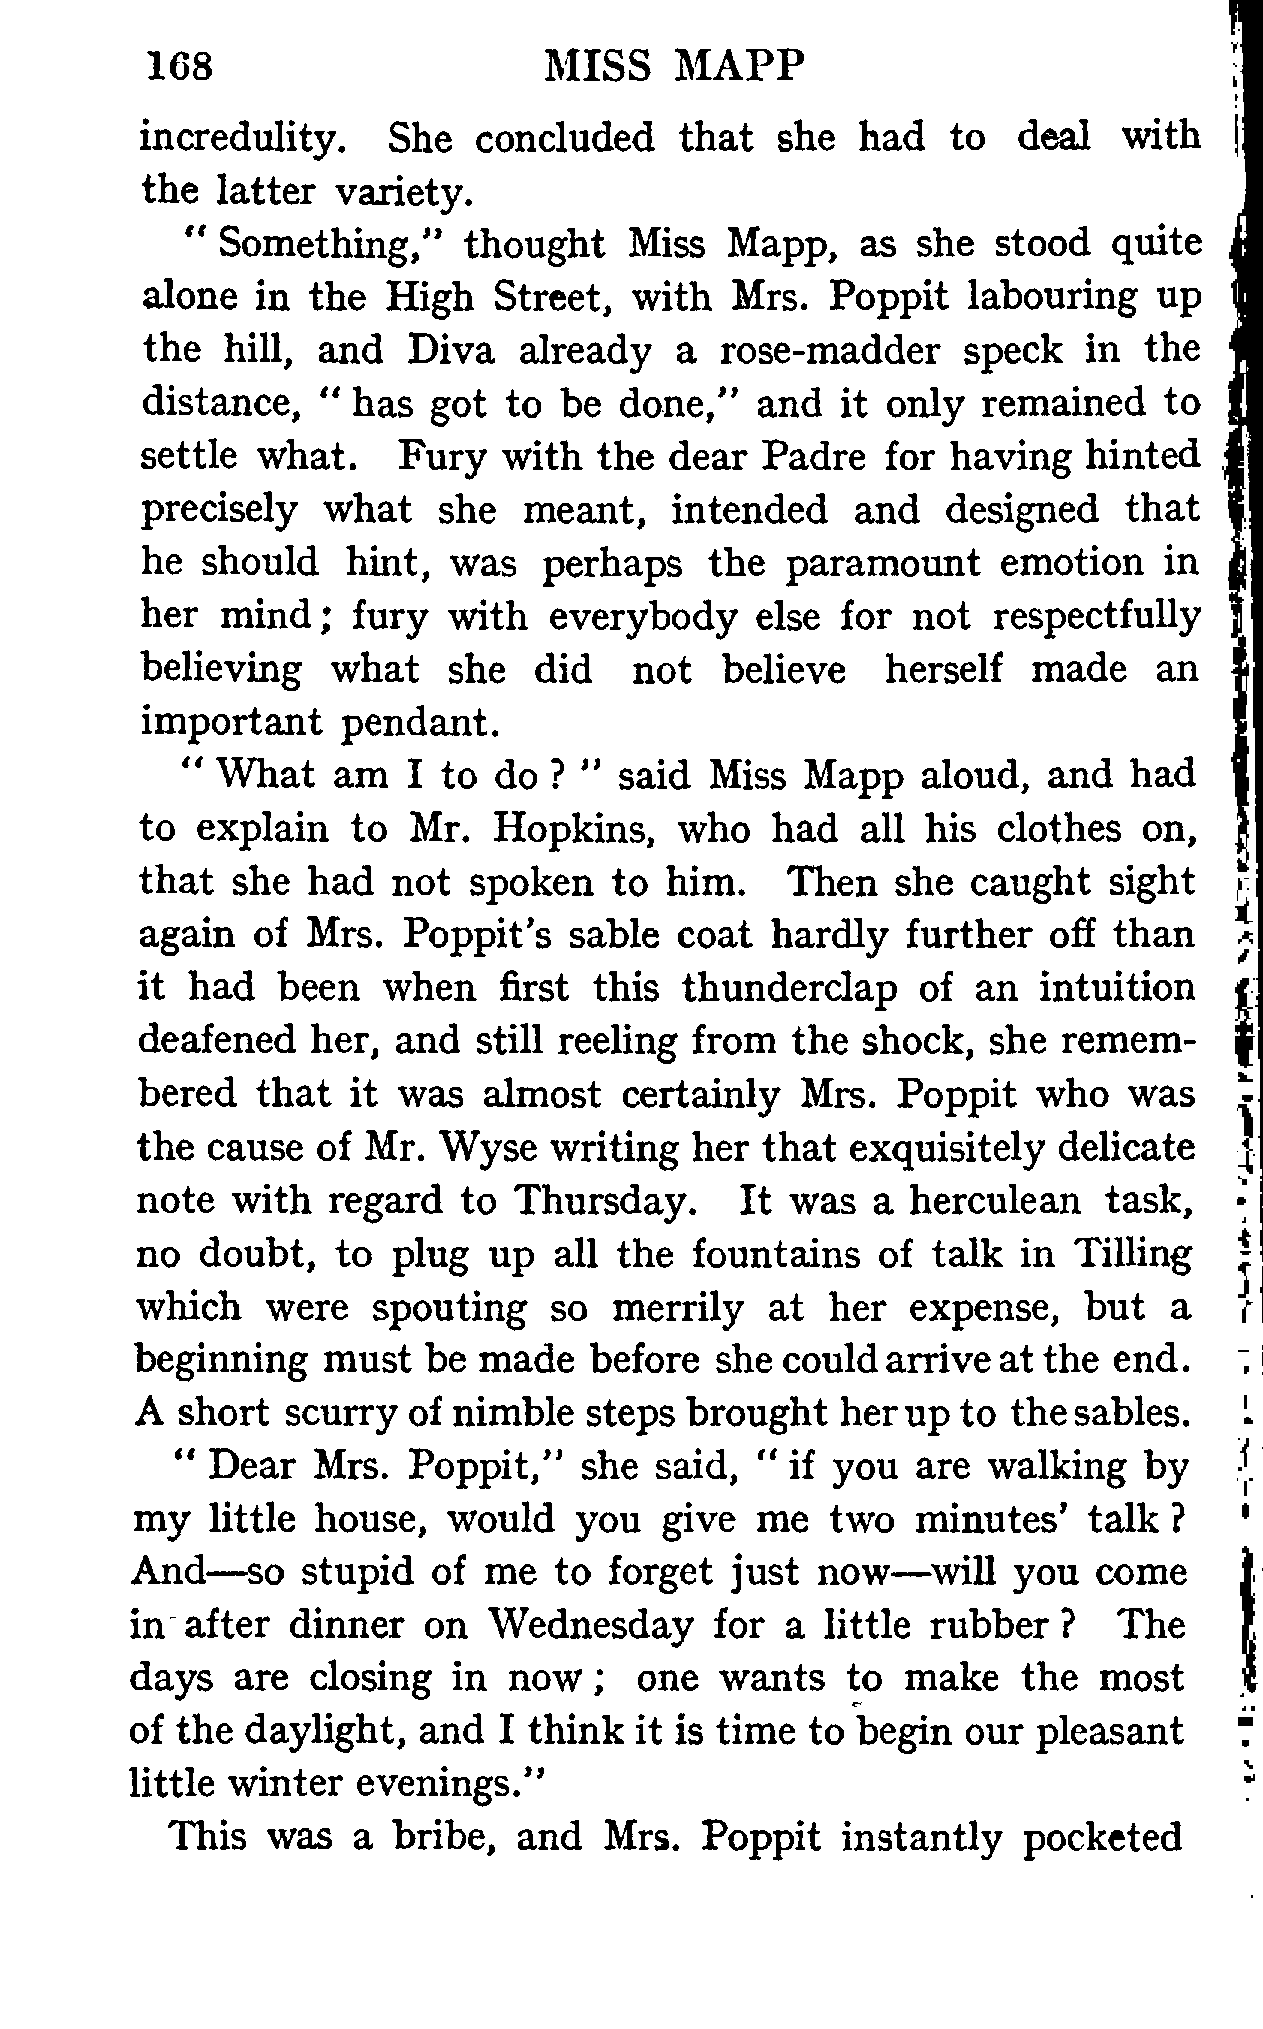 168 MISS MAPP
incredulity. She concluded that she had to deal with
the latter variety.
" Something," thought Miss Mapp, as she stood quite
alone in the High Street, with Mrs. Poppit labouring up
the hill, and Diva already a rose-madder speck in the
distance, " has got to be done," and it only remained to
settle what. Fury with the dear Padre for having hinted
precisely what she meant, intended and designed that
he should hint, was perhaps the paramount emotion in
her mind ; fury with everybody else for not respectfully
believing what she did not believe herself made an
important pendant.
" What am I to do ? " said Miss Mapp aloud, and had
to explain to Mr. Hopkins, who had all his clothes on,
that she had not spoken to him. Then she caught sight
again of Mrs. Poppit's sable coat hardly further off than
it had been when first this thunderclap of an intuition
deafened her, and still reeling from the shock, she remem-
bered that it was almost certainly Mrs. Poppit who was
the cause of Mr. Wyse writing her that exquisitely delicate
note with regard to Thursday. It was a herculean task,
no doubt, to plug up all the fountains of talk in Tilling
which were spouting so merrily at her expense, but a
beginning must be made before she could arrive at the end.
A short scurry of nimble steps brought her up to the sables.
" Dear Mrs. Poppit," she said, " if you are walking by
my little house, would you give me two minutes' talk ?
And—so stupid of me to forget just now—will you come
in after dinner on Wednesday for a little rubber ? The
days are closing in now ; one wants to make the most
of the daylight, and I think it is time to begin our pleasant
little winter evenings."
This was a bribe, and Mrs. Poppit instantly pocketed